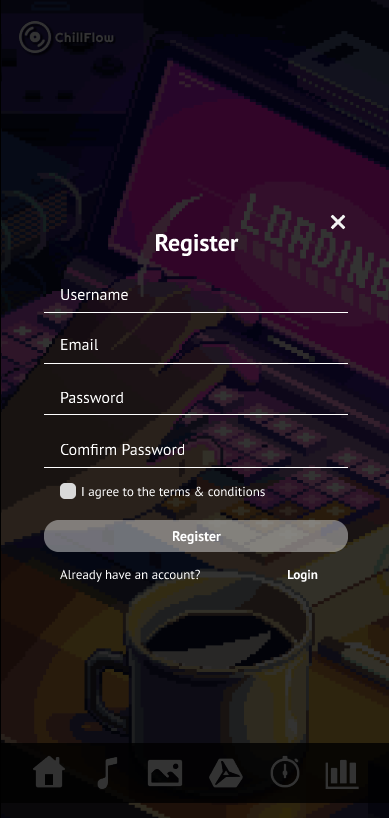 ChillFlow
LOADING
Register
Username
Email
Password
Comfirm Password
I agree to the terms & conditions
Register
Already have an account? Login